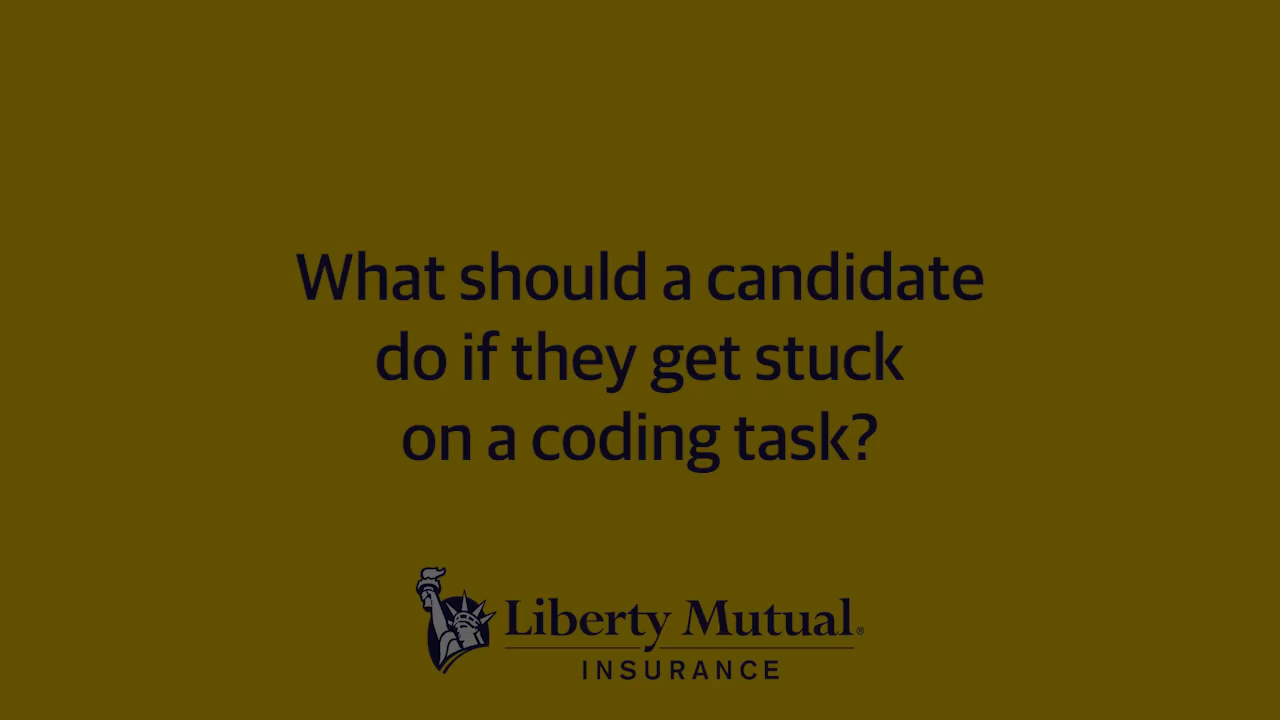 What should a candidate
do if they get stuck
on a coding task?
Liberty Mutual®
INSURANCE